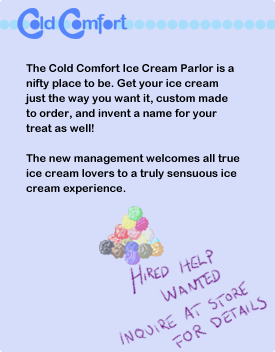 Cold Comfort
The Cold Comfort Ice Cream Parlor is a
nifty place to be. Get your ice cream
just the way you want it, custom made
to order, and invent a name for your
treat as well!
The new management welcomes all true
ice cream lovers to a truly sensuous ice
cream experience.
HIRED HELP
WANTED
INQUIRE AT STORE
FOR DETAILS